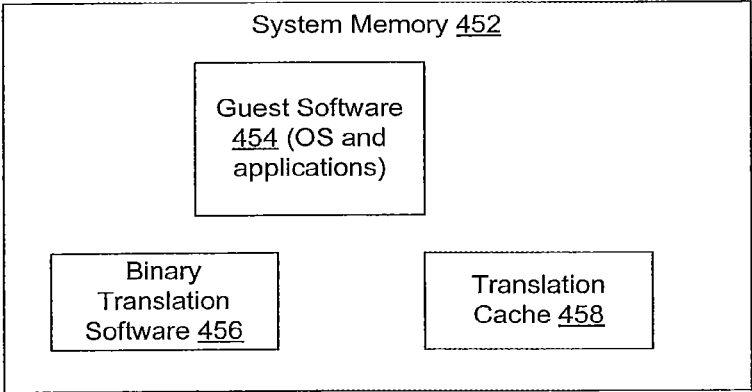 System Memory 452
Guest Software
454 (OS and
applications)
Binary
Translation
Software 456
Translation
Cache 458